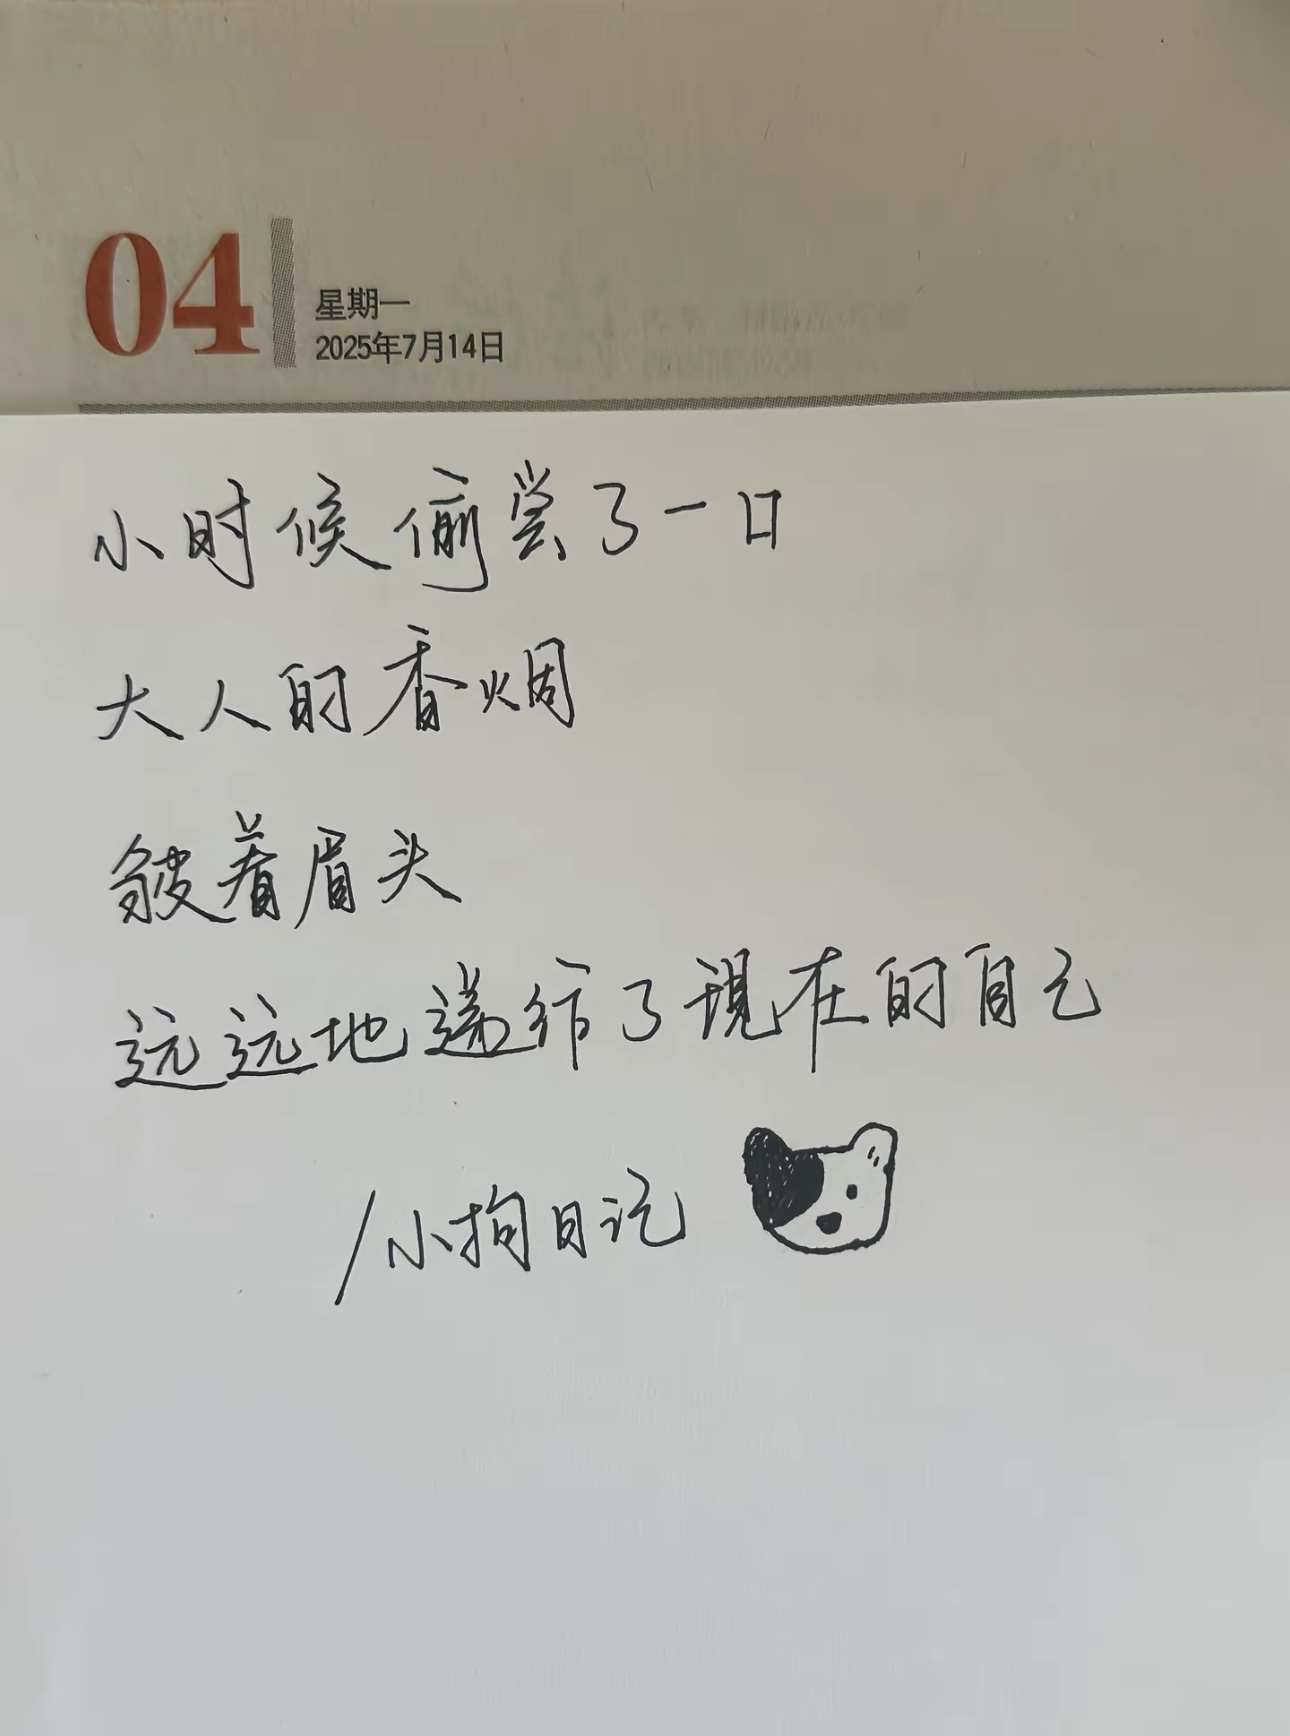 04
星期一
2025年7月14日
小时候偷尝了一口
大人的香烟
皱着眉头
远远地递给了现在的自己
/小狗日记